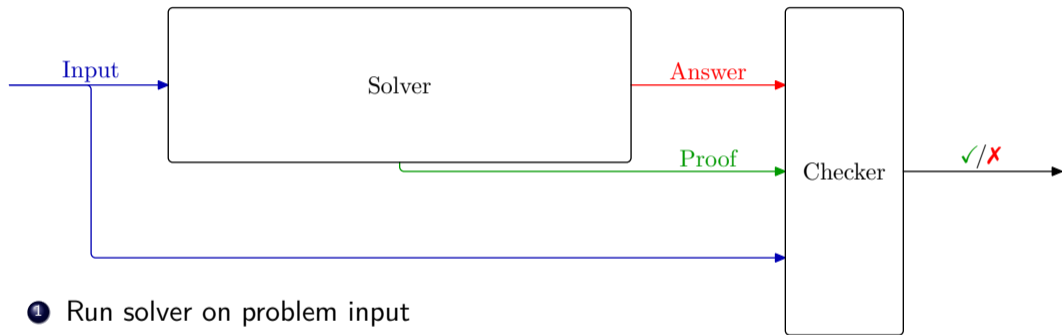 Input
Solver
Answer
Proof
Checker
✓/✗
1 Run solver on problem input